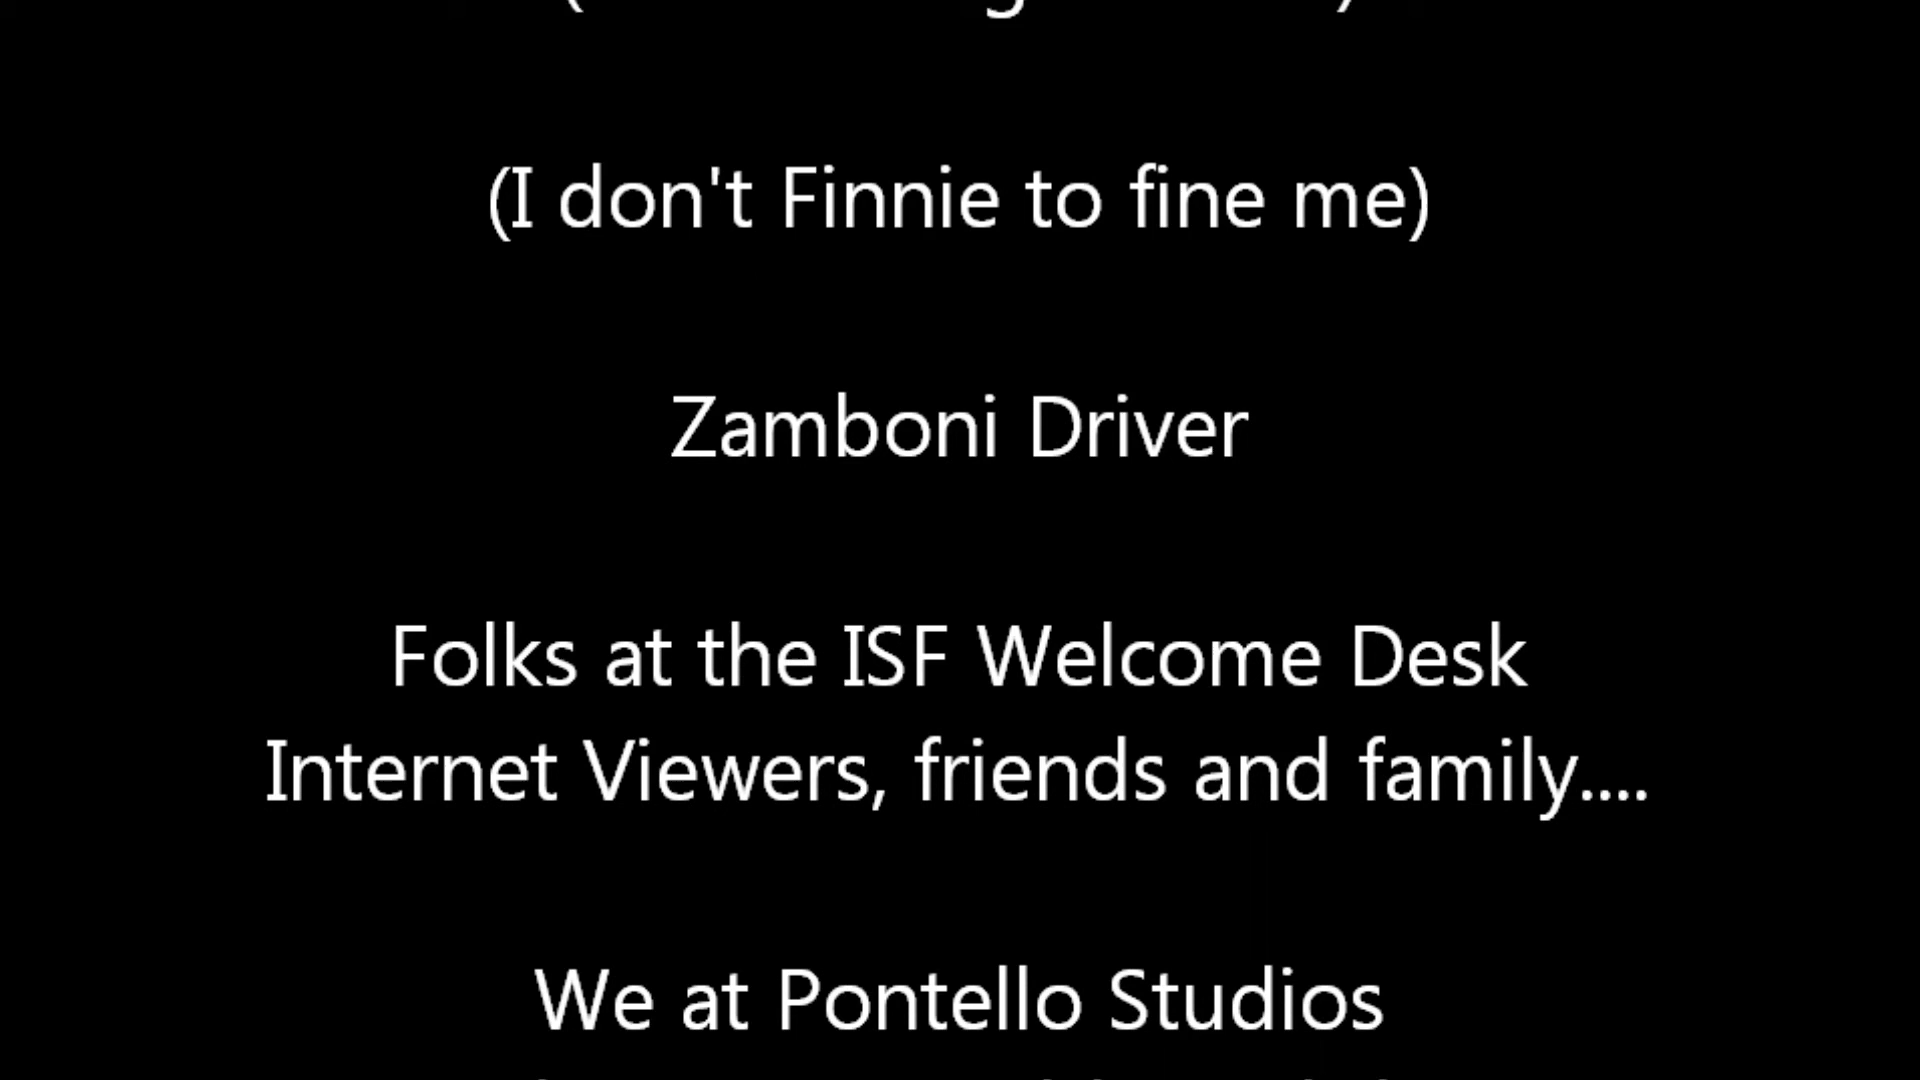 (I don't Finnie to fine me)
Zamboni Driver
Folks at the ISF Welcome Desk
Internet Viewers, friends and family....
We at Pontello Studios